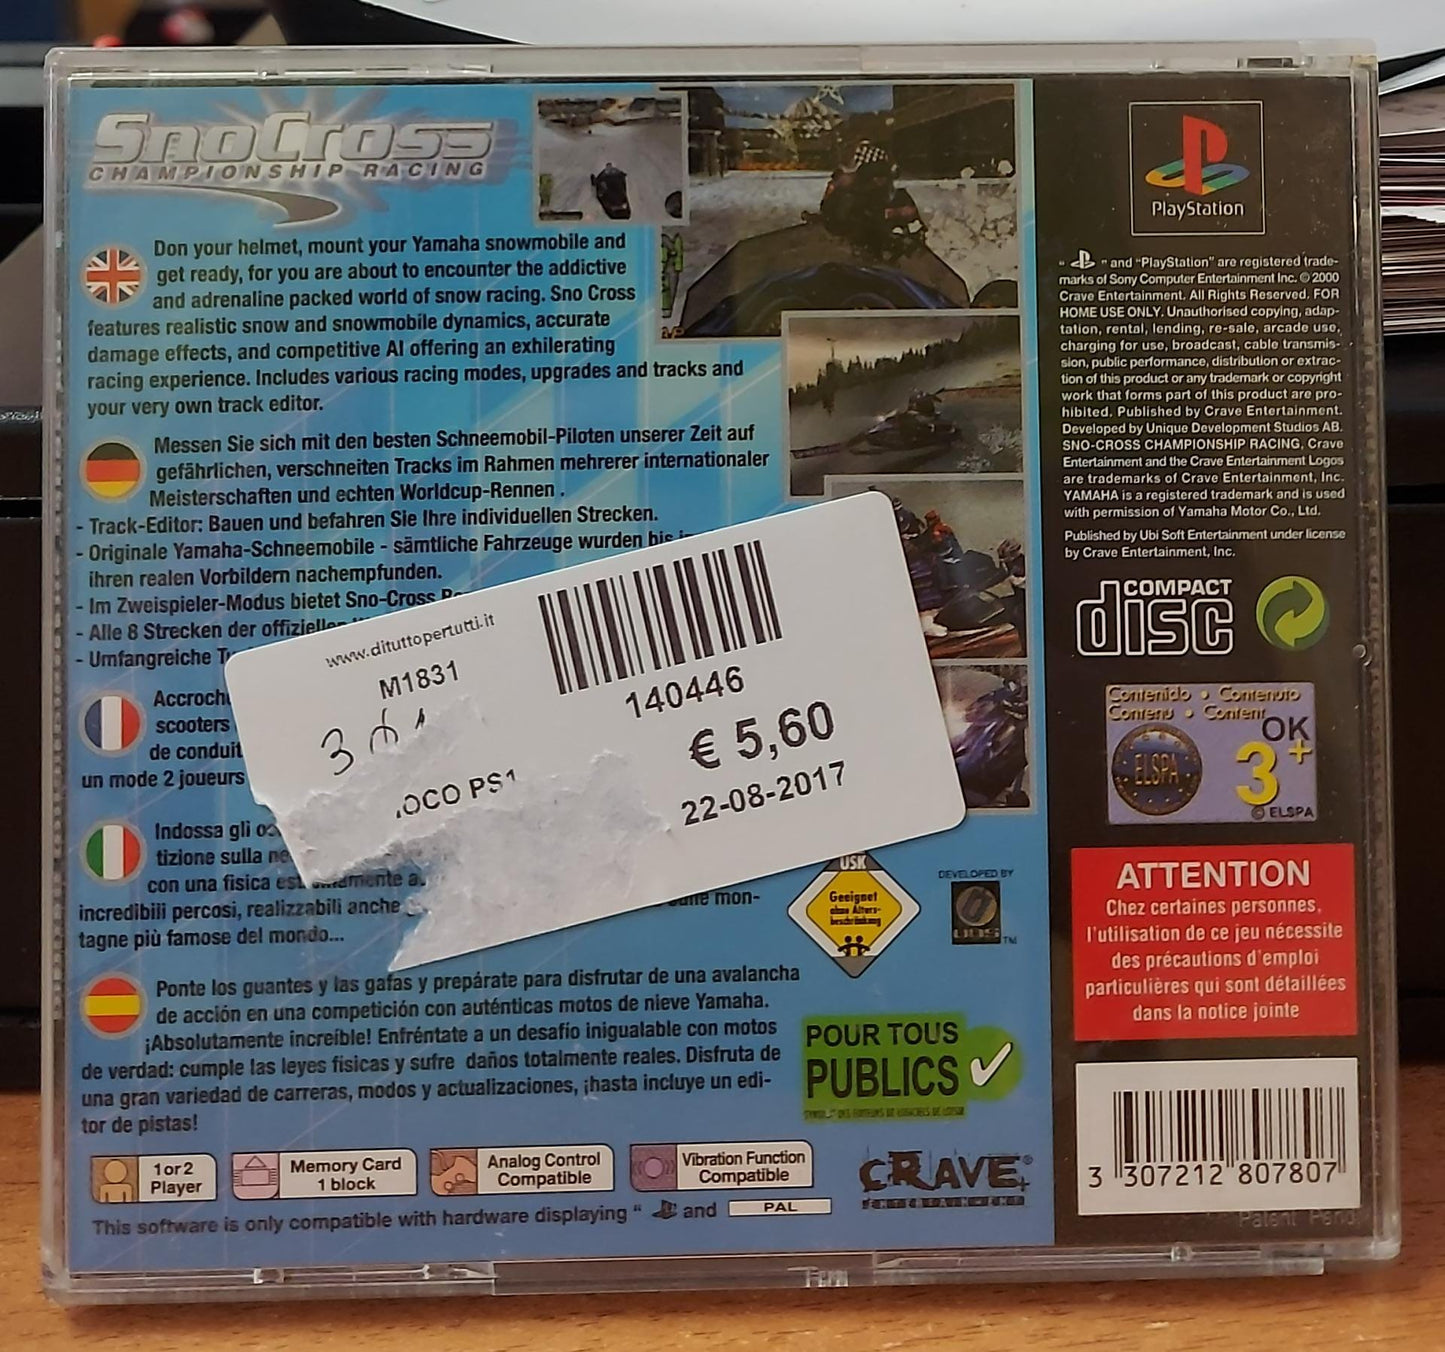 SnoCross
CHAMPIONSHIP RACING
Don your helmet, mount your Yamaha snowmobile and
get ready, for you are about to encounter the addictive
and adrenaline packed world of snow racing. Sno Cross
features realistic snow and snowmobile dynamics, accurate
damage effects, and competitive AI offering an exhilerating
racing experience. Includes various racing modes, upgrades and tracks and
your very own track editor.
Messen Sie sich mit den besten Schneemobil-Piloten unserer Zeit auf
gefährlichen, verschneiten Tracks im Rahmen mehrerer internationaler
Meisterschaften und echten Worldcup-Rennen .
- Track-Editor: Bauen und befahren Sie Ihre individuellen Strecken.
- Originale Yamaha-Schneemobile - sämtliche Fahrzeuge wurden bis
ihren realen Vorbildern nachempfunden.
- Im Zweispieler-Modus bietet Sno-Cross
- Alle 8 Strecken der
- Umfangreiche
Accroch
scooters
de conduit
un mode 2 joueurs
Indossa gli
tizione sulla
con una fisica
incredibili percosi, realizzabili anche
mon-
tagne più famose del mondo...
Ponte los guantes y las gafas y prepárate para disfrutar de una avalancha
de acción en una competición con auténticas motos de nieve Yamaha.
¡Absolutamente increíble! Enfréntate a un desafío inigualable con motos
de verdad: cumple las leyes físicas y sufre daños totalmente reales. Disfruta de
una gran variedad de carreras, modos y actualizaciones, ¡hasta incluye un edi-
tor de pistas!
www.dituttopertutti.it
M1831
140446
€ 5,60
22-08-2017
OCO PS1
USK
Geeignet
ohne Alters-
beschränkung
DEVELOPED BY
UDS
TM
POUR TOUS
PUBLICS
1 or 2
Player
Memory Card
1 block
Analog Control
Compatible
Vibration Function
Compatible
CRAVE
ENTERTAINMENT
This software is only compatible with hardware displaying " " and PAL
PlayStation
" " and "PlayStation" are registered trade-
marks of Sony Computer Entertainment Inc. © 2000
Crave Entertainment. All Rights Reserved. FOR
HOME USE ONLY. Unauthorised copying, adap-
tation, rental, lending, re-sale, arcade use,
charging for use, broadcast, cable transmis-
sion, public performance, distribution or extrac-
tion of this product or any trademark or copyright
work that forms part of this product are pro-
hibited. Published by Crave Entertainment.
Developed by Unique Development Studios AB.
SNO-CROSS CHAMPIONSHIP RACING, Crave
Entertainment and the Crave Entertainment Logos
are trademarks of Crave Entertainment, Inc.
YAMAHA is a registered trademark and is used
with permission of Yamaha Motor Co., Ltd.
Published by Ubi Soft Entertainment under license
by Crave Entertainment, Inc.
COMPACT
disc
Contenido • Contenuto
Contenu • Content
OK
ELSPA
3+
© ELSPA
ATTENTION
Chez certaines personnes,
l'utilisation de ce jeu nécessite
des précautions d'emploi
particulières qui sont détaillées
dans la notice jointe
3 307212 807807
Patent Pend